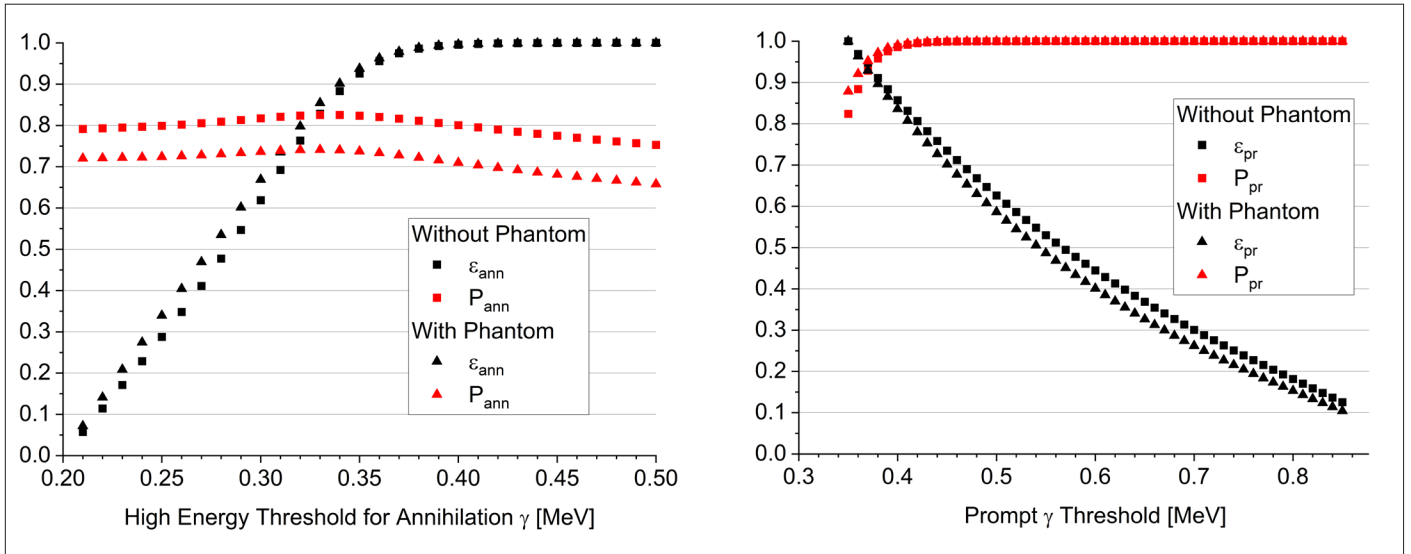 1.0
0.9
0.8
0.7
0.6
0.5
0.4
0.3
0.2
0.1
0.0
0.20 0.25 0.30 0.35 0.40 0.45 0.50
High Energy Threshold for Annihilation γ [MeV]
Without Phantom
εann
Pann
With Phantom
εann
Pann
1.0
0.9
0.8
0.7
0.6
0.5
0.4
0.3
0.2
0.1
0.0
0.3 0.4 0.5 0.6 0.7 0.8
Prompt γ Threshold [MeV]
Without Phantom
εpr
Ppr
With Phantom
εpr
Ppr